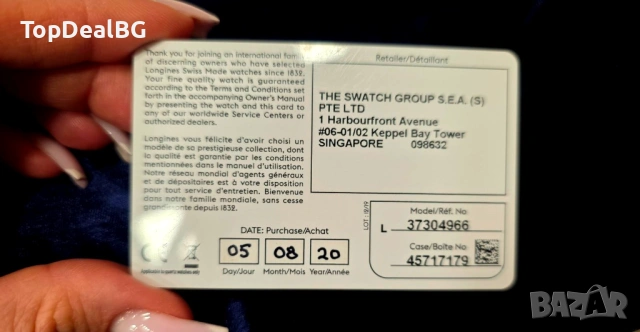 TopDealBG
Thank you for joining an international family
of discerning owners who have selected
Longines Swiss Made watches since 1832.
Your fine quality watch is guaranteed
according to the Terms and Conditions set
forth in the accompanying Owner's Manual
by presenting the watch and this card to
any of our worldwide Service Centers or
authorized dealers.
Longines vous félicite d'avoir choisi un
modèle de sa prestigieuse collection, dont
la qualité est garantie par les conditions
mentionnées dans le manuel d'utilisation.
Notre réseau mondial d'agents généraux
et de dépositaires est à votre disposition
pour tout service d'entretien. Bienvenue
dans notre famille mondiale, sans cesse
grandissante depuis 1832.
DATE: Purchase/Achat
05 08 20
Day/Jour Month/Mois Year/Année
Retailer/Détaillant
THE SWATCH GROUP S.E.A. (S)
PTE LTD
1 Harbourfront Avenue
#06-01/02 Keppel Bay Tower
SINGAPORE 098632
LOT: 12/19
Model/Réf. No
L 37304966
Case/Boîte No
45717179
BAZAR.BG